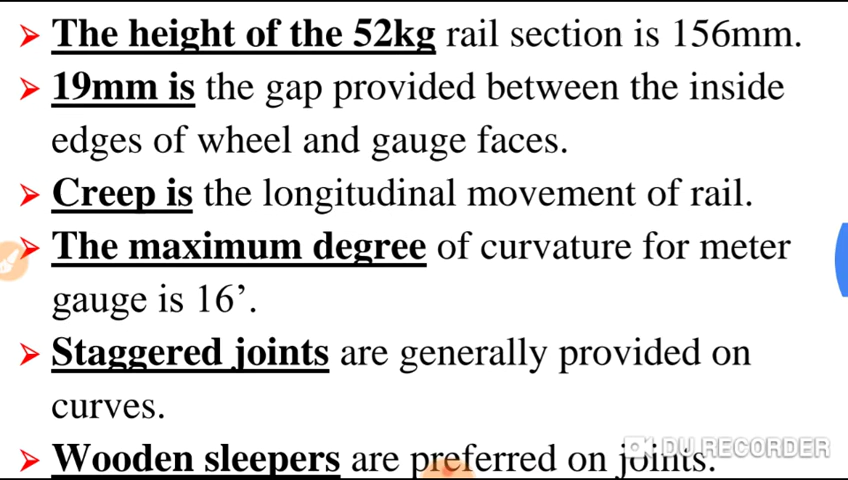 ➢ The height of the 52kg rail section is 156mm.
➢ 19mm is the gap provided between the inside
edges of wheel and gauge faces.
➢ Creep is the longitudinal movement of rail.
➢ The maximum degree of curvature for meter
gauge is 16’.
➢ Staggered joints are generally provided on
curves.
➢ Wooden sleepers are preferred on joints.
DU RECORDER